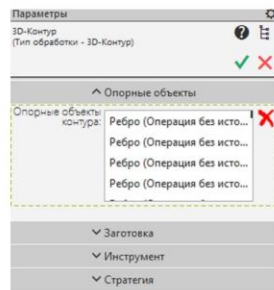 Параметры
3D-Контур
(Тип обработки - 3D-Контур)
Опорные объекты
Опорные объекты контура:
Ребро (Операция без исто...
Ребро (Операция без исто...
Ребро (Операция без исто...
Ребро (Операция без исто...
Заготовка
Инструмент
Стратегия